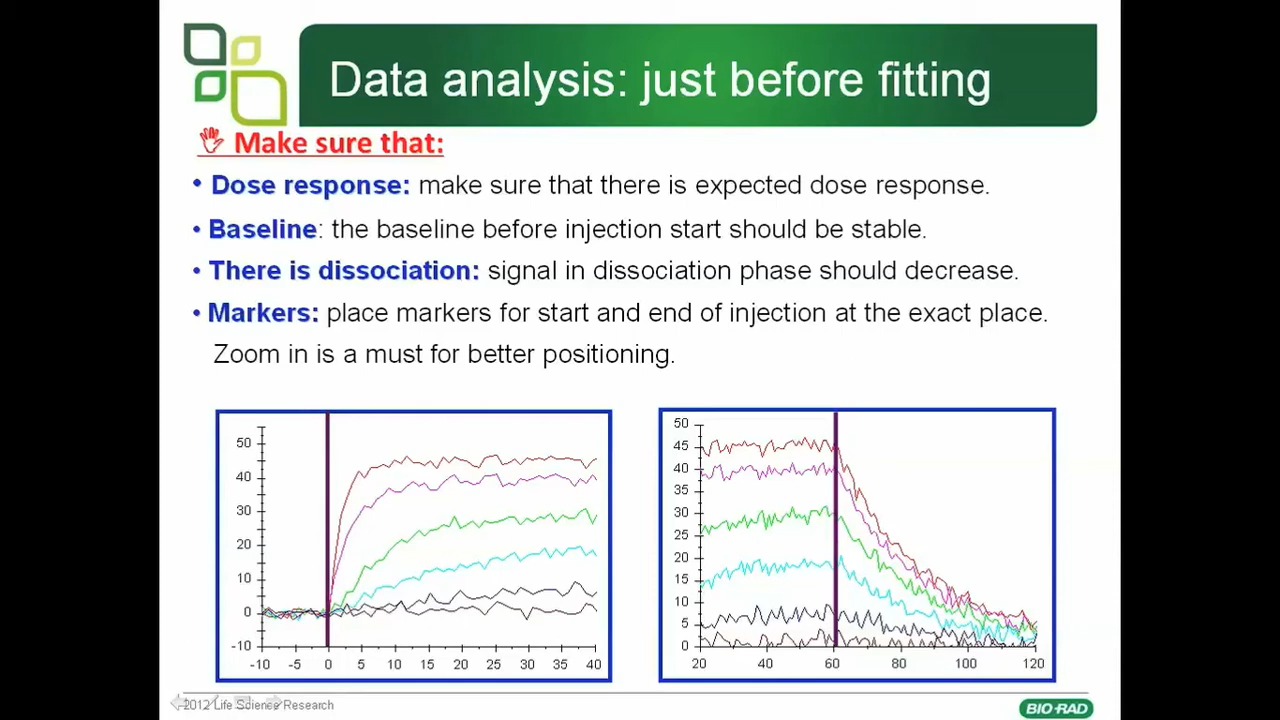 Data analysis: just before fitting
Make sure that:
• Dose response: make sure that there is expected dose response.
• Baseline: the baseline before injection start should be stable.
• There is dissociation: signal in dissociation phase should decrease.
• Markers: place markers for start and end of injection at the exact place.
Zoom in is a must for better positioning.
50
40
30
20
10
0
-10
-10 -5 0 5 10 15 20 25 30 35 40
50
45
40
35
30
25
20
15
10
5
0
20 40 60 80 100 120
2012 Life Science Research
BIO-RAD